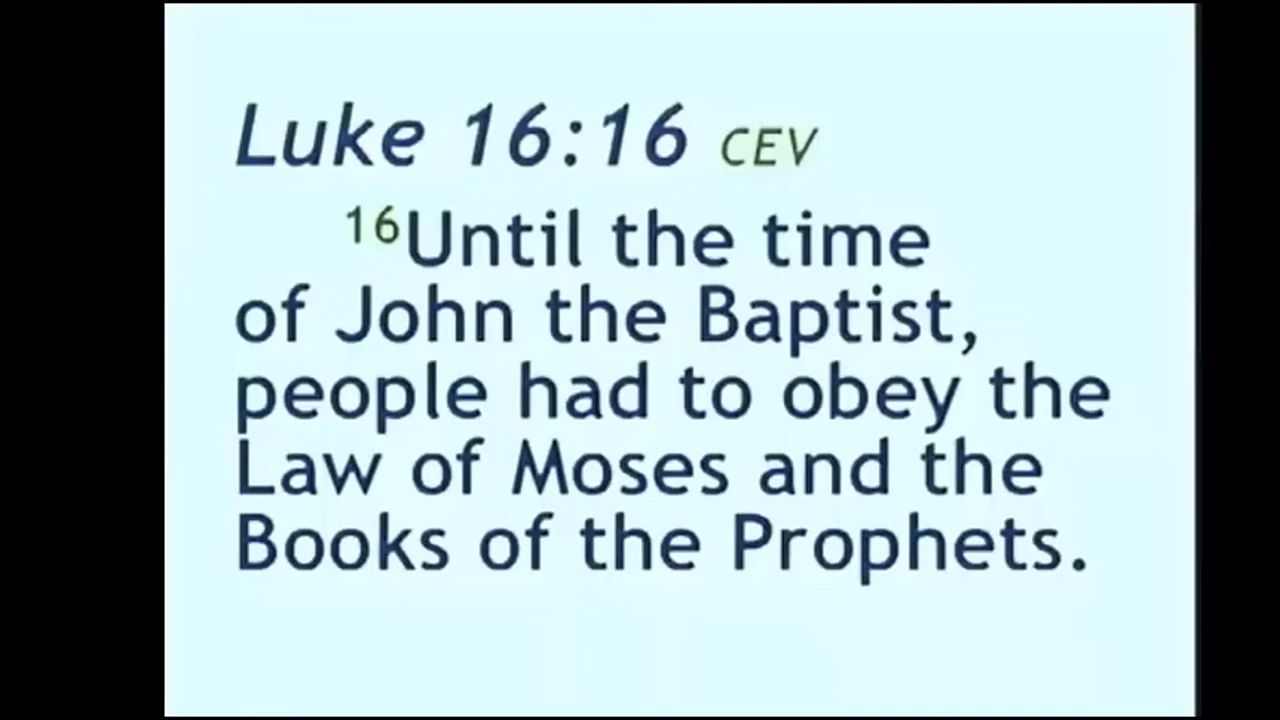 Luke 16:16 CEV
16Until the time
of John the Baptist,
people had to obey the
Law of Moses and the
Books of the Prophets.